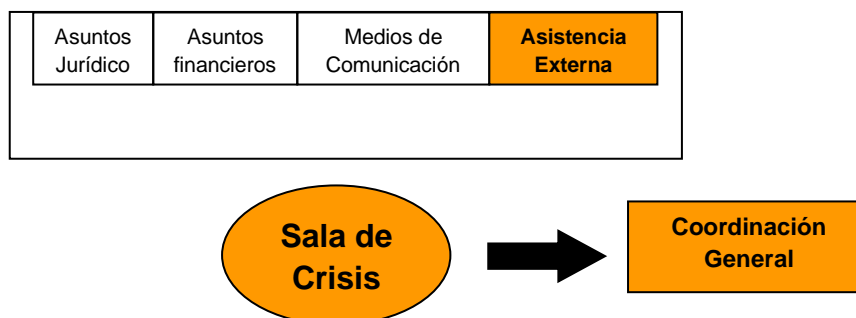 Asuntos
Jurídico
Asuntos
financieros
Medios de
Comunicación
Asistencia
Externa
Sala de
Crisis
Coordinación
General